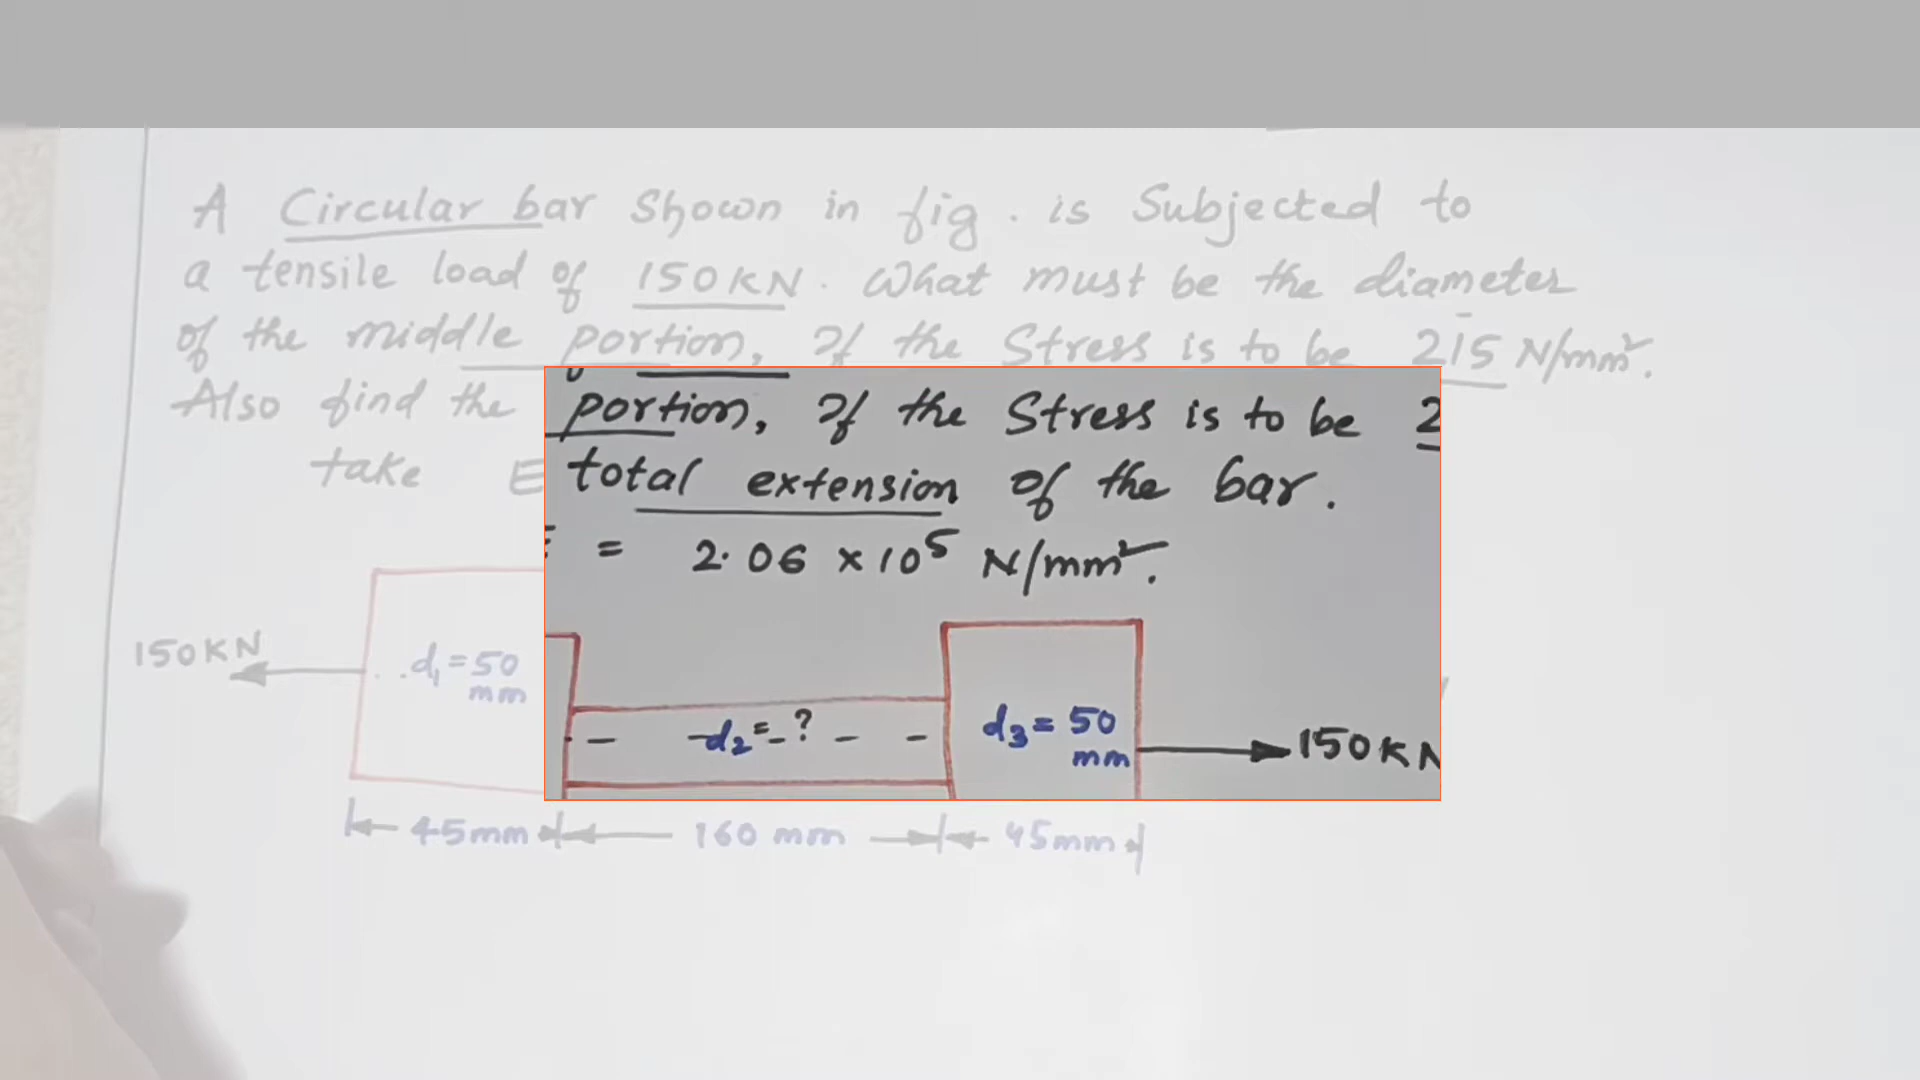 A Circular bar Shown in fig. is Subjected to
a tensile load of 150KN. What must be the diameter
of the middle portion, If the Stress is to be 215 N/mm².
Also find the
take E
portion, If the Stress is to be 2
total extension of the bar.
= 2.06 ×10⁵ N/mm².
150KN
d₁=50
mm
d₂=?
d₃=50
mm
150KN
45mm
160 mm
45mm